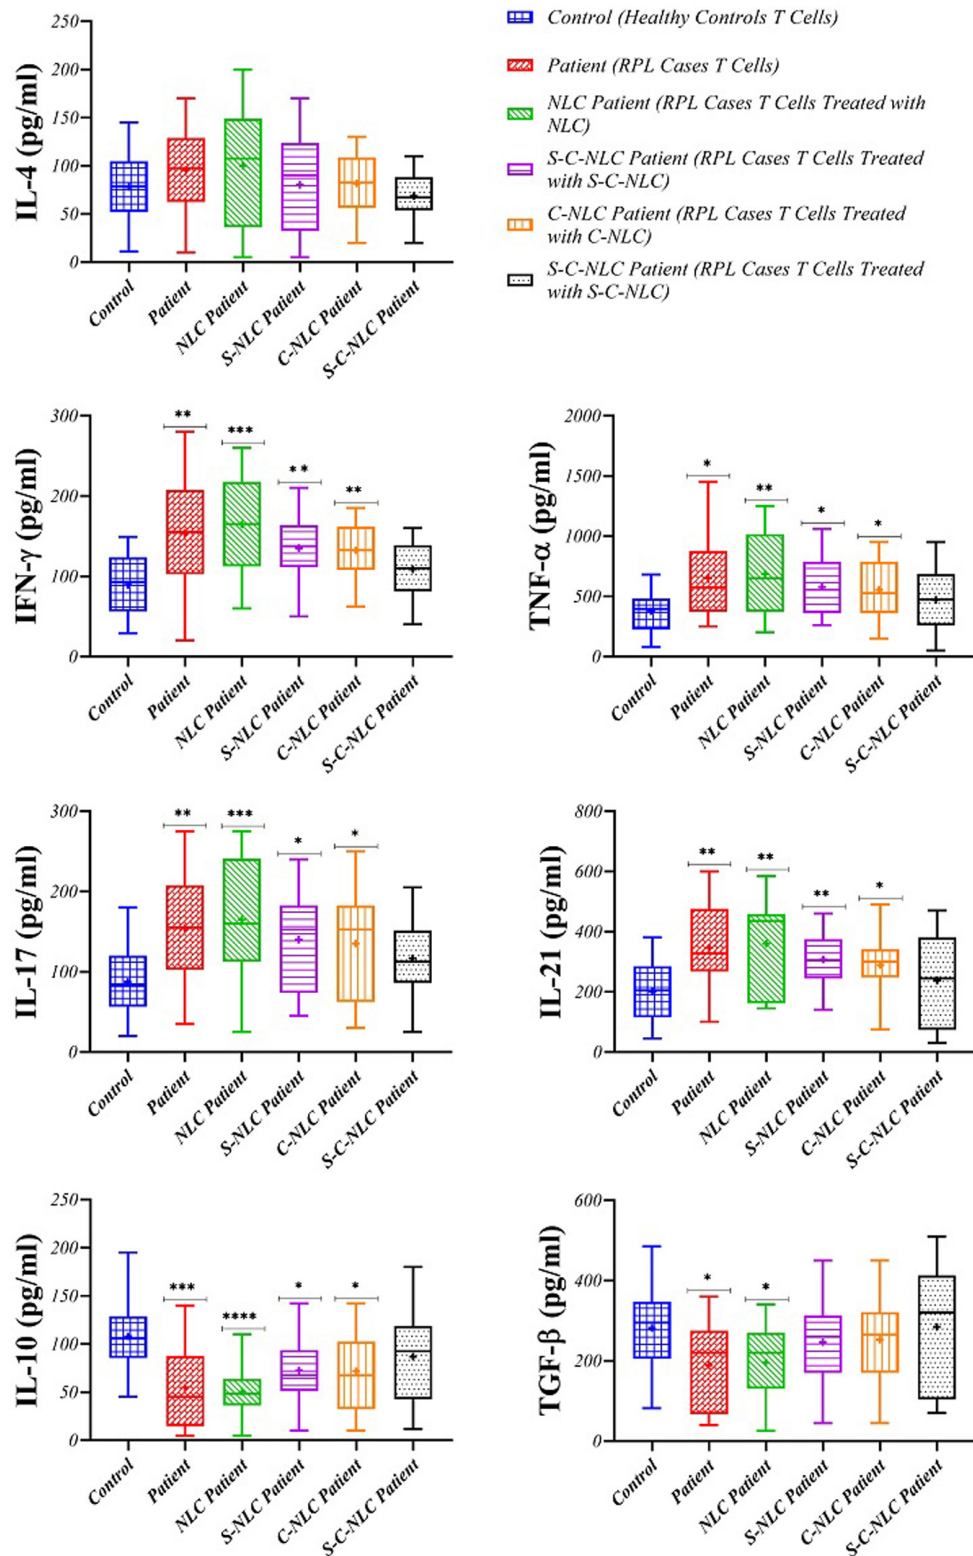 Control (Healthy Controls T Cells)
Patient (RPL Cases T Cells)
NLC Patient (RPL Cases T Cells Treated with
NLC)
S-C-NLC Patient (RPL Cases T Cells Treated
with S-C-NLC)
C-NLC Patient (RPL Cases T Cells Treated
with C-NLC)
S-C-NLC Patient (RPL Cases T Cells Treated
with S-C-NLC)
IL-4 (pg/ml)
250
200
150
100
50
0
Control
Patient
NLC Patient
S-NLC Patient
C-NLC Patient
S-C-NLC Patient
IFN-γ (pg/ml)
300
200
100
0
**
***
**
**
Control
Patient
NLC Patient
S-NLC Patient
C-NLC Patient
S-C-NLC Patient
TNF-α (pg/ml)
2000
1500
1000
500
0
*
**
*
*
Control
Patient
NLC Patient
S-NLC Patient
C-NLC Patient
S-C-NLC Patient
IL-17 (pg/ml)
300
200
100
0
**
***
*
*
Control
Patient
NLC Patient
S-NLC Patient
C-NLC Patient
S-C-NLC Patient
IL-21 (pg/ml)
800
600
400
200
0
**
**
**
*
Control
Patient
NLC Patient
S-NLC Patient
C-NLC Patient
S-C-NLC Patient
IL-10 (pg/ml)
250
200
150
100
50
0
***
****
*
*
Control
Patient
NLC Patient
S-NLC Patient
C-NLC Patient
S-C-NLC Patient
TGF-β (pg/ml)
600
400
200
0
*
*
Control
Patient
NLC Patient
S-NLC Patient
C-NLC Patient
S-C-NLC Patient